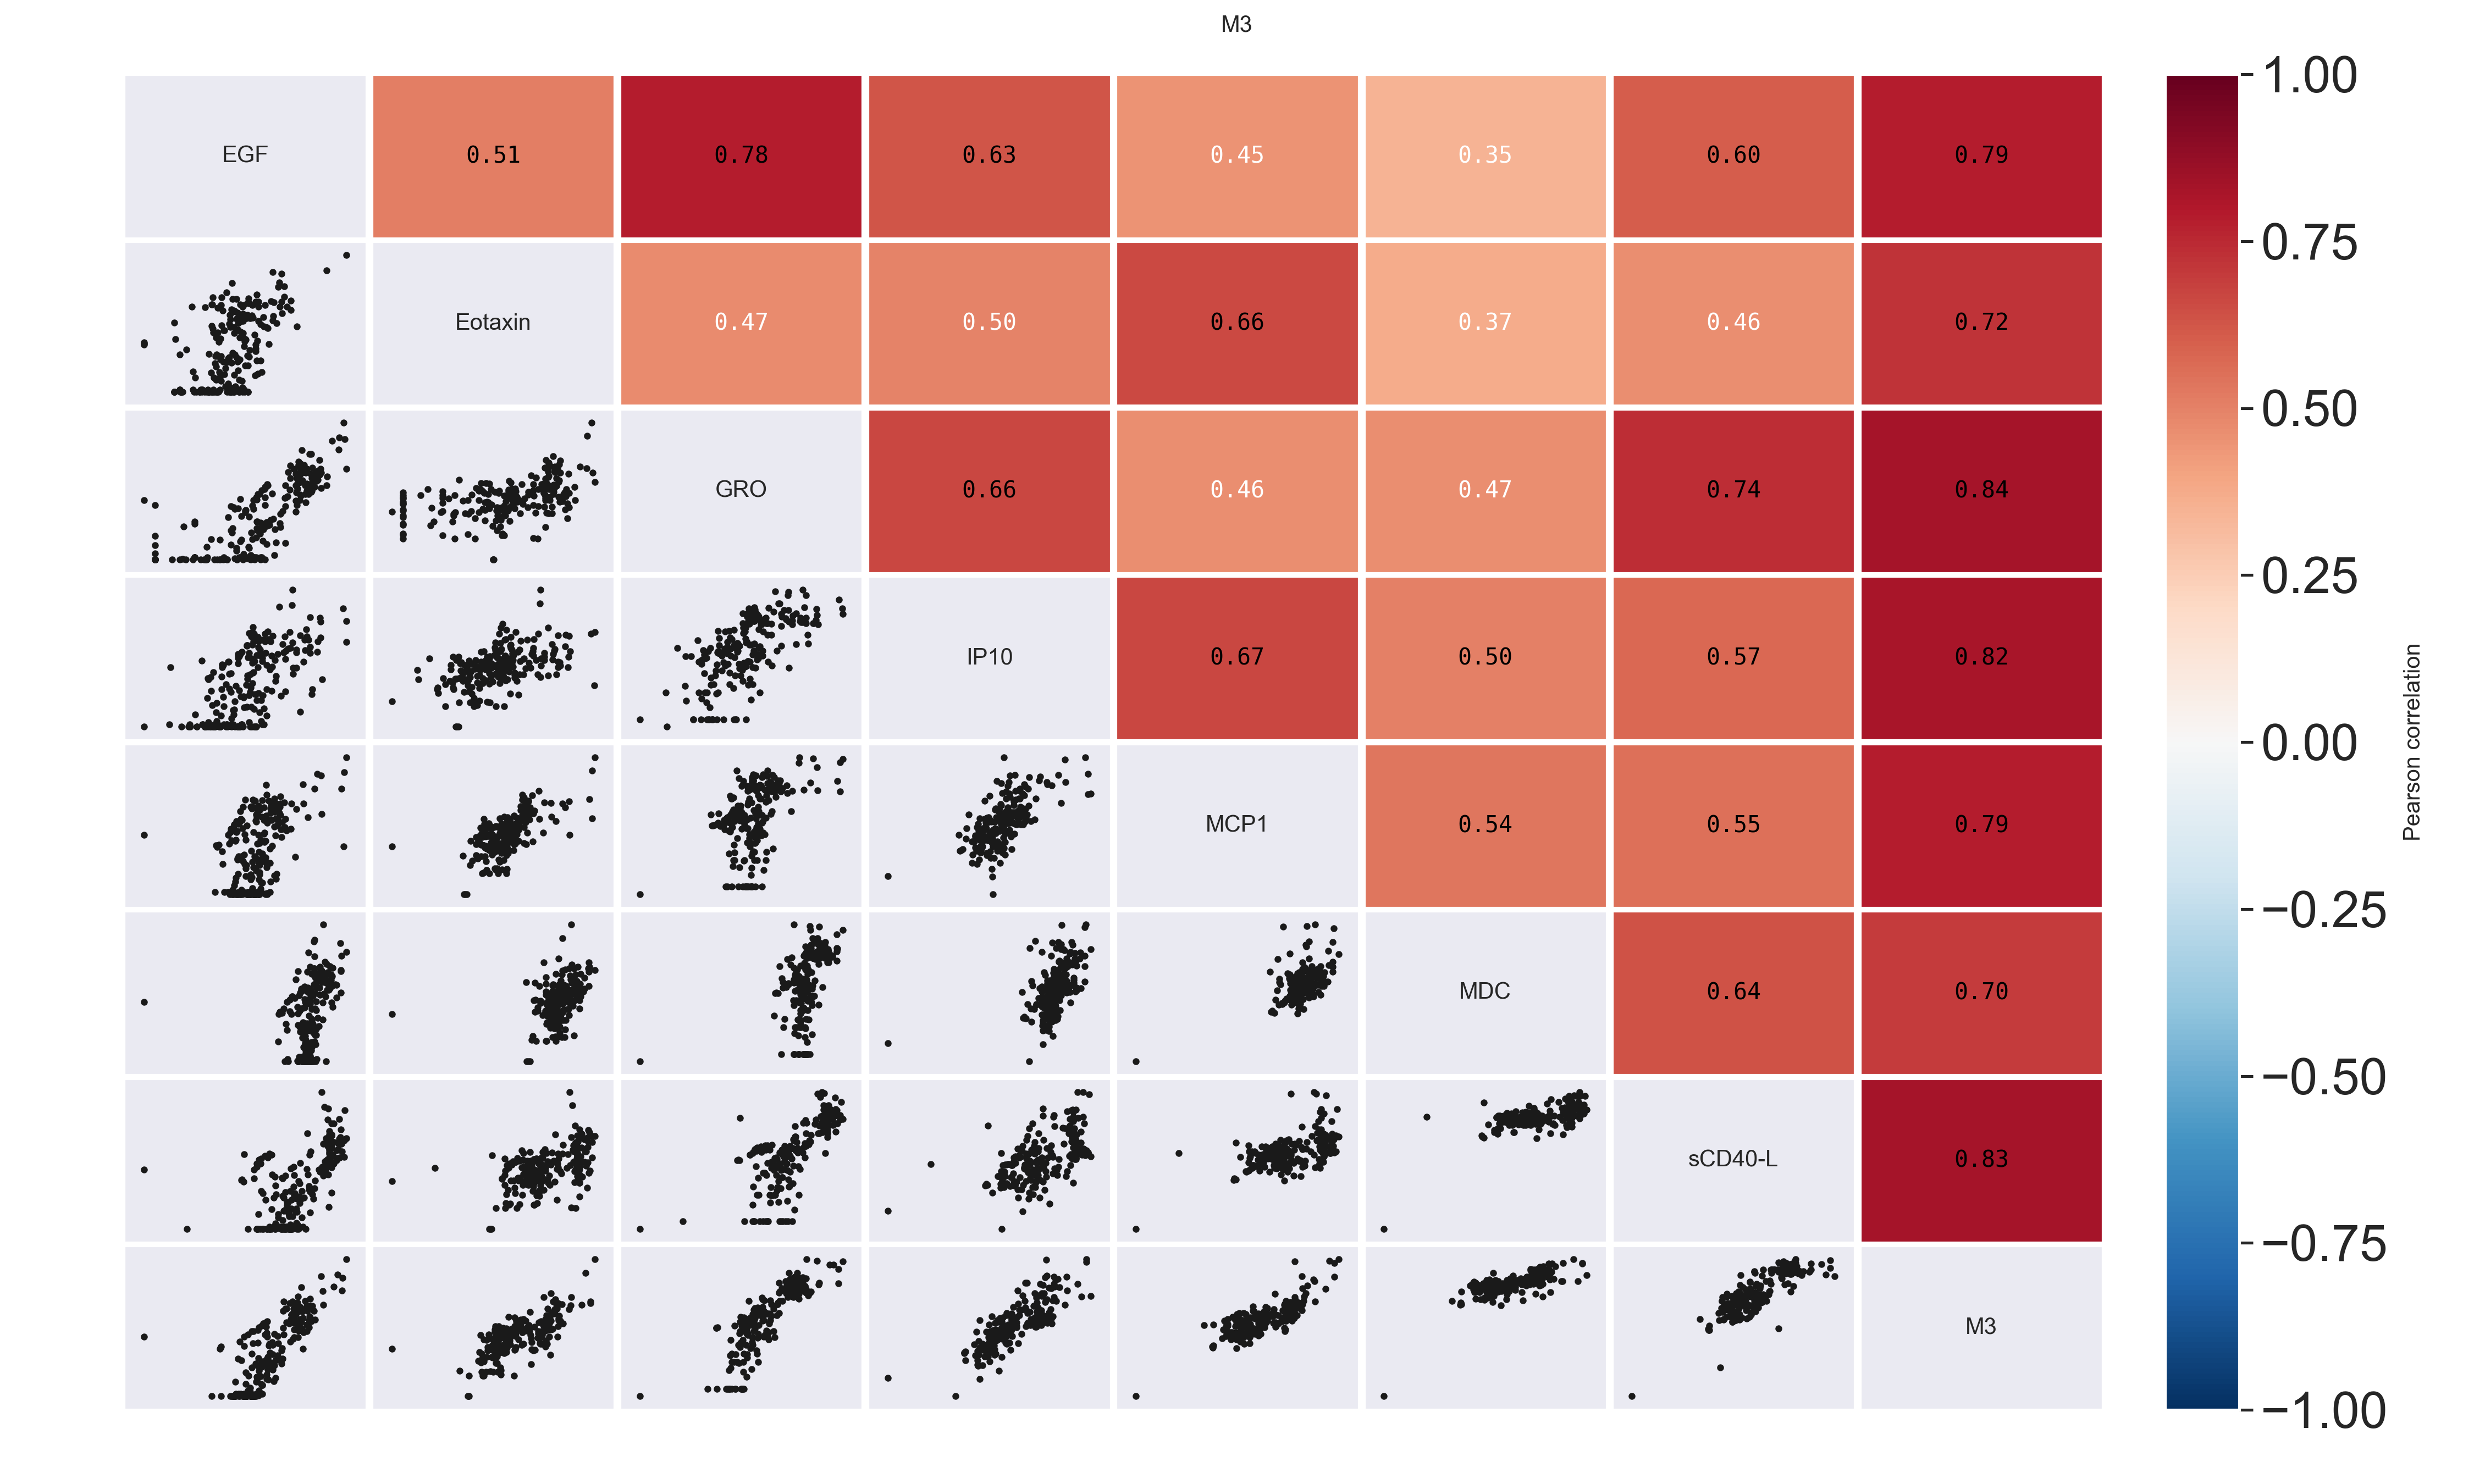 M3
EGF 0.51 0.78 0.63 0.45 0.35 0.60 0.79
Eotaxin 0.47 0.50 0.66 0.37 0.46 0.72
GRO 0.66 0.46 0.47 0.74 0.84
IP10 0.67 0.50 0.57 0.82
MCP1 0.54 0.55 0.79
MDC 0.64 0.70
sCD40-L 0.83
M3
1.00
0.75
0.50
0.25
0.00
−0.25
−0.50
−0.75
−1.00
Pearson correlation